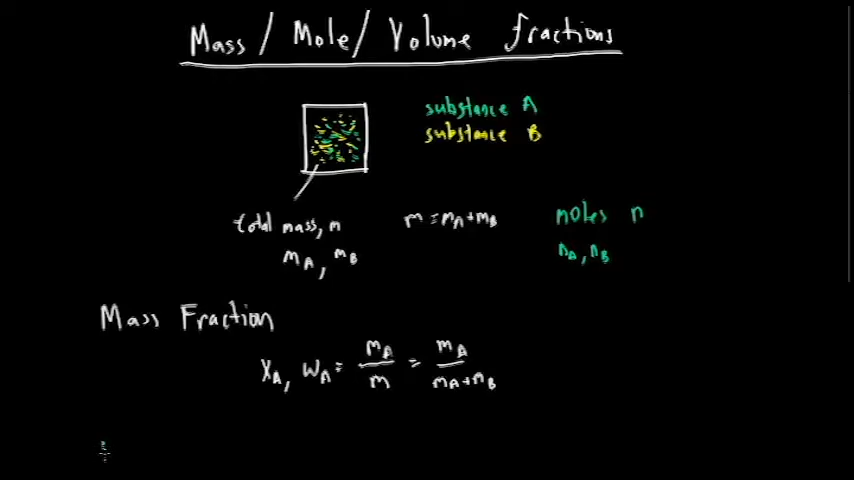 Mass / Mole / Volume fractions
substance A
substance B
total mass, m
m = mA + mB
moles n
mA, mB
nA, nB
Mass Fraction
XA, WA = mA/m = mA/(mA+mB)